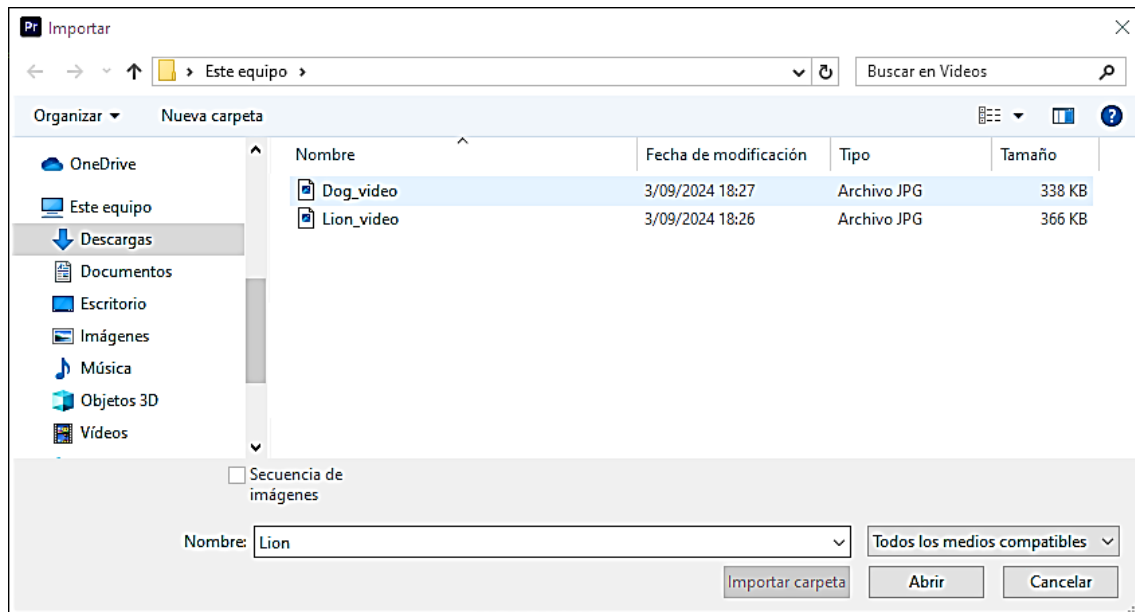 Pr Importar
Este equipo
Buscar en Videos
Organizar
Nueva carpeta
?
OneDrive
Este equipo
Descargas
Documentos
Escritorio
Imágenes
Música
Objetos 3D
Vídeos
Nombre Fecha de modificación Tipo Tamaño
Dog_video 3/09/2024 18:27 Archivo JPG 338 KB
Lion_video 3/09/2024 18:26 Archivo JPG 366 KB
Secuencia de
imágenes
Nombre: Lion
Todos los medios compatibles
Importar carpeta
Abrir
Cancelar